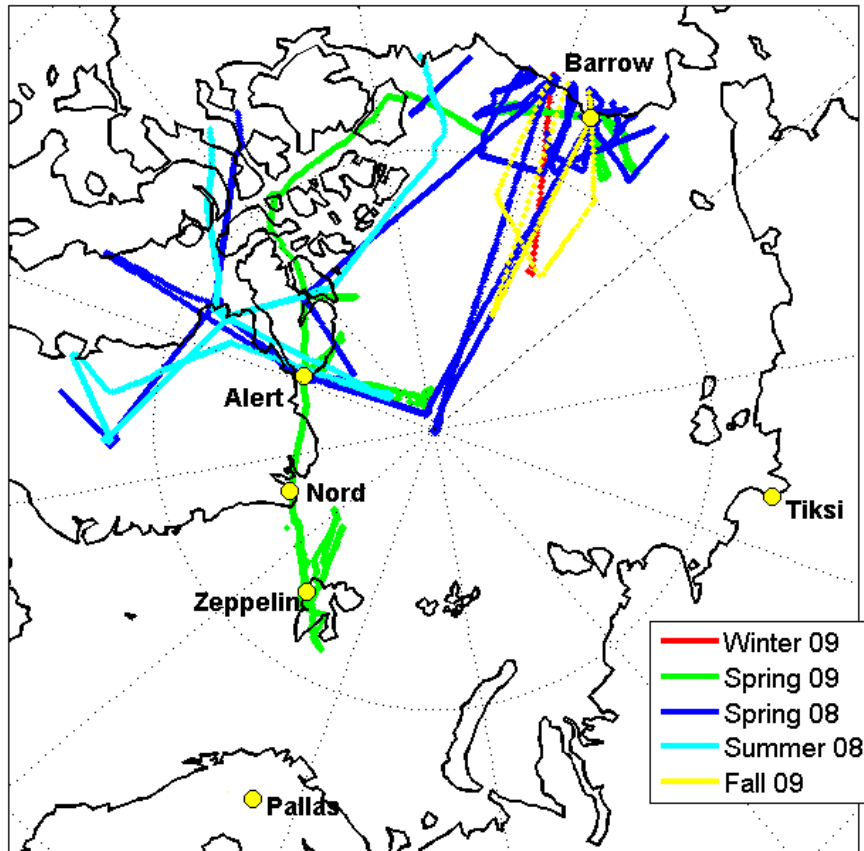 Barrow
Alert
Nord
Tiksi
Zeppelin
Winter 09
Spring 09
Spring 08
Summer 08
Fall 09
Pallas